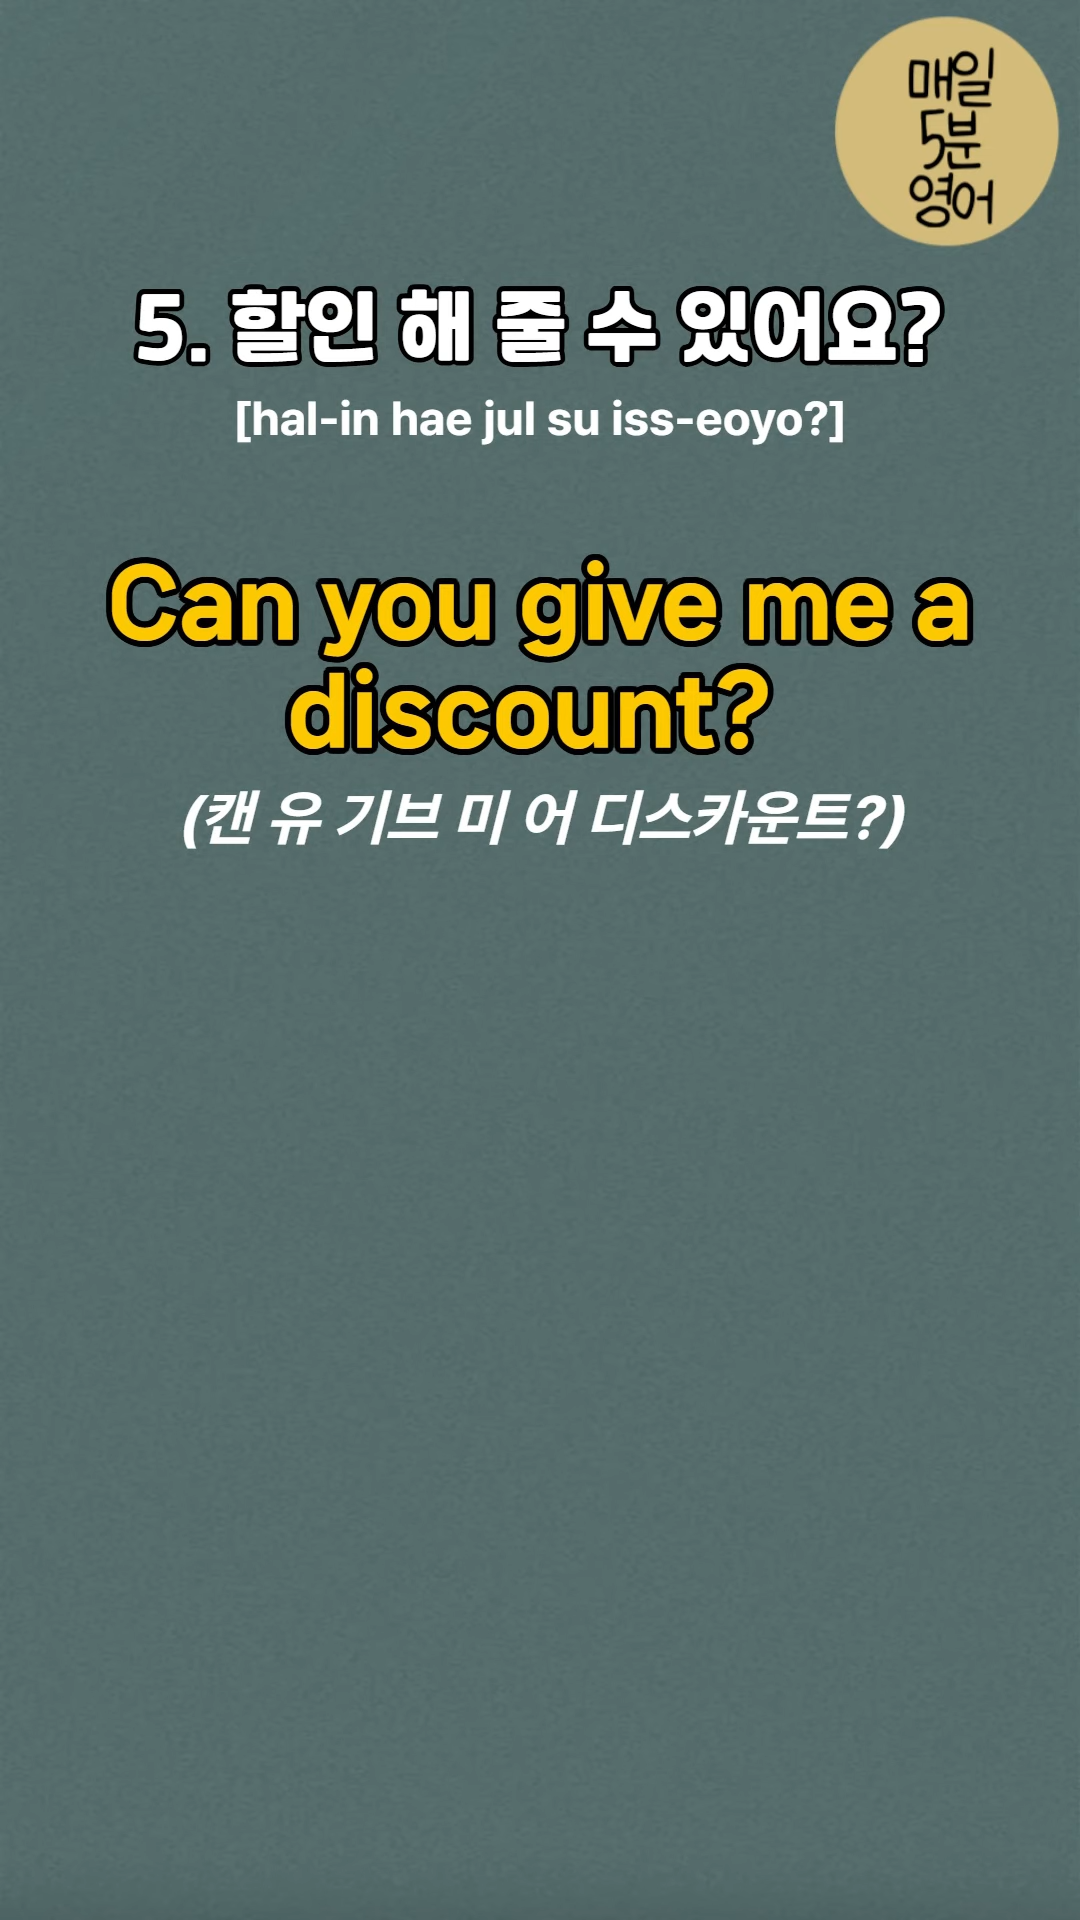 매일
5분
영어
5. 할인 해 줄 수 있어요?
[hal-in hae jul su iss-eoyo?]
Can you give me a
discount?
(캔 유 기브 미 어 디스카운트?)